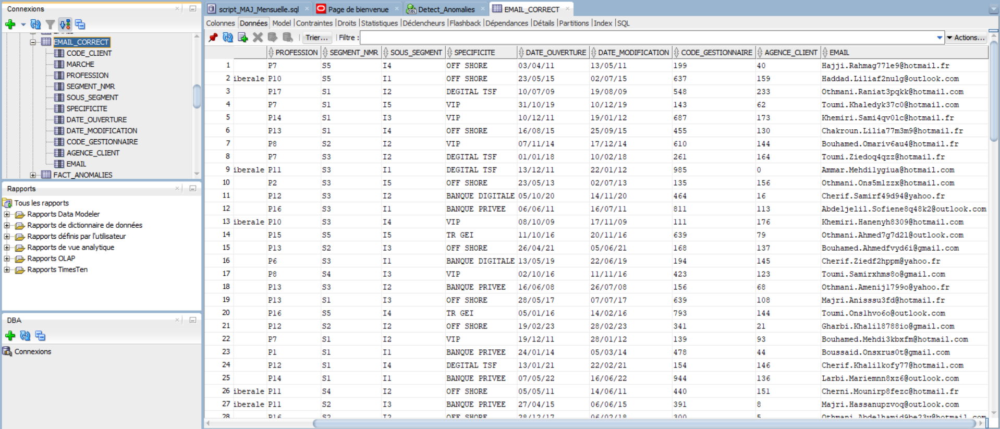 Connexions
EMAIL_CORRECT
CODE_CLIENT
MARCHE
PROFESSION
SEGMENT_NMR
SOUS_SEGMENT
SPECIFICITE
DATE_OUVERTURE
DATE_MODIFICATION
CODE_GESTIONNAIRE
AGENCE_CLIENT
EMAIL
FACT_ANOMALIES
Rapports
Tous les rapports
Rapports Data Modeler
Rapports de dictionnaire de données
Rapports définis par l'utilisateur
Rapports de vue analytique
Rapports OLAP
Rapports TimesTen
DBA
Connexions
script_MAJ_Mensuelle.sql Page de bienvenue Detect_Anomalies EMAIL_CORRECT
Colonnes Données Model |Contraintes |Droits |Statistiques |Déclencheurs |Flashback |Dépendances |Détails |Partitions |Index |SQL
Trier... Filtre : Actions...
PROFESSION SEGMENT_NMR SOUS_SEGMENT SPECIFICITE DATE_OUVERTURE DATE_MODIFICATION CODE_GESTIONNAIRE AGENCE_CLIENT EMAIL
1 P7 S5 I4 OFF SHORE 03/04/11 13/05/11 199 40 Hajji.Rahmag77le9@hotmail.fr
2 iberale P10 S5 I1 OFF SHORE 23/05/15 02/07/15 637 159 Haddad.Liliaf2nulg@outlook.com
3 P17 S1 I2 DEGITAL TSF 10/07/09 19/08/09 548 233 Othmani.Raniat3pqkk@hotmail.com
4 P7 S1 I5 VIP 31/10/19 10/12/19 143 62 Toumi.Khaledyk37c0@hotmail.com
5 P14 S1 I3 VIP 10/12/11 19/01/12 687 173 Khemiri.Sami4qv0lc@hotmail.fr
6 P13 S1 I4 OFF SHORE 16/08/15 25/09/15 455 130 Chakroun.Lilia77m3m9@hotmail.fr
7 P8 S2 I2 VIP 07/11/14 17/12/14 610 144 Bouhamed.Omariv6au4@hotmail.fr
8 P7 S3 I2 DEGITAL TSF 01/01/18 10/02/18 261 164 Toumi.Ziedoq4qzz@hotmail.fr
9 iberale P11 S3 I1 DEGITAL TSF 13/12/11 22/01/12 985 0 Ammar.Mehdilygiua@hotmail.com
10 P2 S3 I5 OFF SHORE 23/05/13 02/07/13 135 156 Othmani.Ons5mlzzx@hotmail.com
11 P12 S3 I2 BANQUE DIGITALE 05/10/20 14/11/20 464 16 Cherif.Samirf49d94@yahoo.fr
12 P16 S3 I1 BANQUE PRIVEE 06/06/11 16/07/11 811 113 Abdeljelil.Sofiene8q48k2@outlook.com
13 iberale P10 S3 I4 VIP 08/10/09 17/11/09 111 176 Khemiri.Hanenyh8309@hotmail.com
14 P15 S5 I5 TR GEI 11/10/16 20/11/16 639 79 Othmani.Ahmed7g7d2l@outlook.com
15 P13 S2 I3 OFF SHORE 26/04/21 05/06/21 168 137 Bouhamed.Ahmedfvyd6i@gmail.com
16 P6 S3 I1 BANQUE DIGITALE 13/05/19 22/06/19 194 145 Cherif.Ziedf2hppm@yahoo.fr
17 P8 S4 I3 VIP 02/10/16 11/11/16 423 123 Toumi.Samirxhms8o@gmail.com
18 P13 S3 I2 BANQUE PRIVEE 16/06/08 26/07/08 156 68 Othmani.Amenij1799o@yahoo.fr
19 P13 S1 I3 OFF SHORE 28/05/17 07/07/17 639 108 Majri.Anisssu3fd@hotmail.fr
20 P16 S5 I4 TR GEI 05/01/16 14/02/16 793 144 Toumi.Onslhvo6o@outlook.com
21 P12 S2 I2 OFF SHORE 19/02/23 28/02/23 341 21 Gharbi.Khalil8788io@gmail.com
22 P7 S1 I2 VIP 19/12/11 28/01/12 139 93 Bouhamed.Mehdi3kbxfm@hotmail.com
23 P1 S1 I1 BANQUE PRIVEE 24/01/14 05/03/14 478 44 Boussaid.Onsxrus0t@gmail.com
24 P12 S1 I4 DEGITAL TSF 13/01/21 22/02/21 154 146 Cherif.Khalilkofy77@hotmail.com
25 P14 S1 I1 BANQUE PRIVEE 07/05/22 16/06/22 944 136 Larbi.Mariemnn8xz6@outlook.com
26 iberale P11 S4 I2 OFF SHORE 05/05/11 14/06/11 440 151 Cherni.Mounirp8fezc@hotmail.fr
27 iberale P11 S2 I3 BANQUE PRIVEE 27/04/15 06/06/15 391 8 Majri.Hassanupzvoq@outlook.com
28 P16 S2 I2 OFF SHORE 28/12/17 06/02/18 300 5 Othmani.Abdelhamid9be23v@hotmail.com